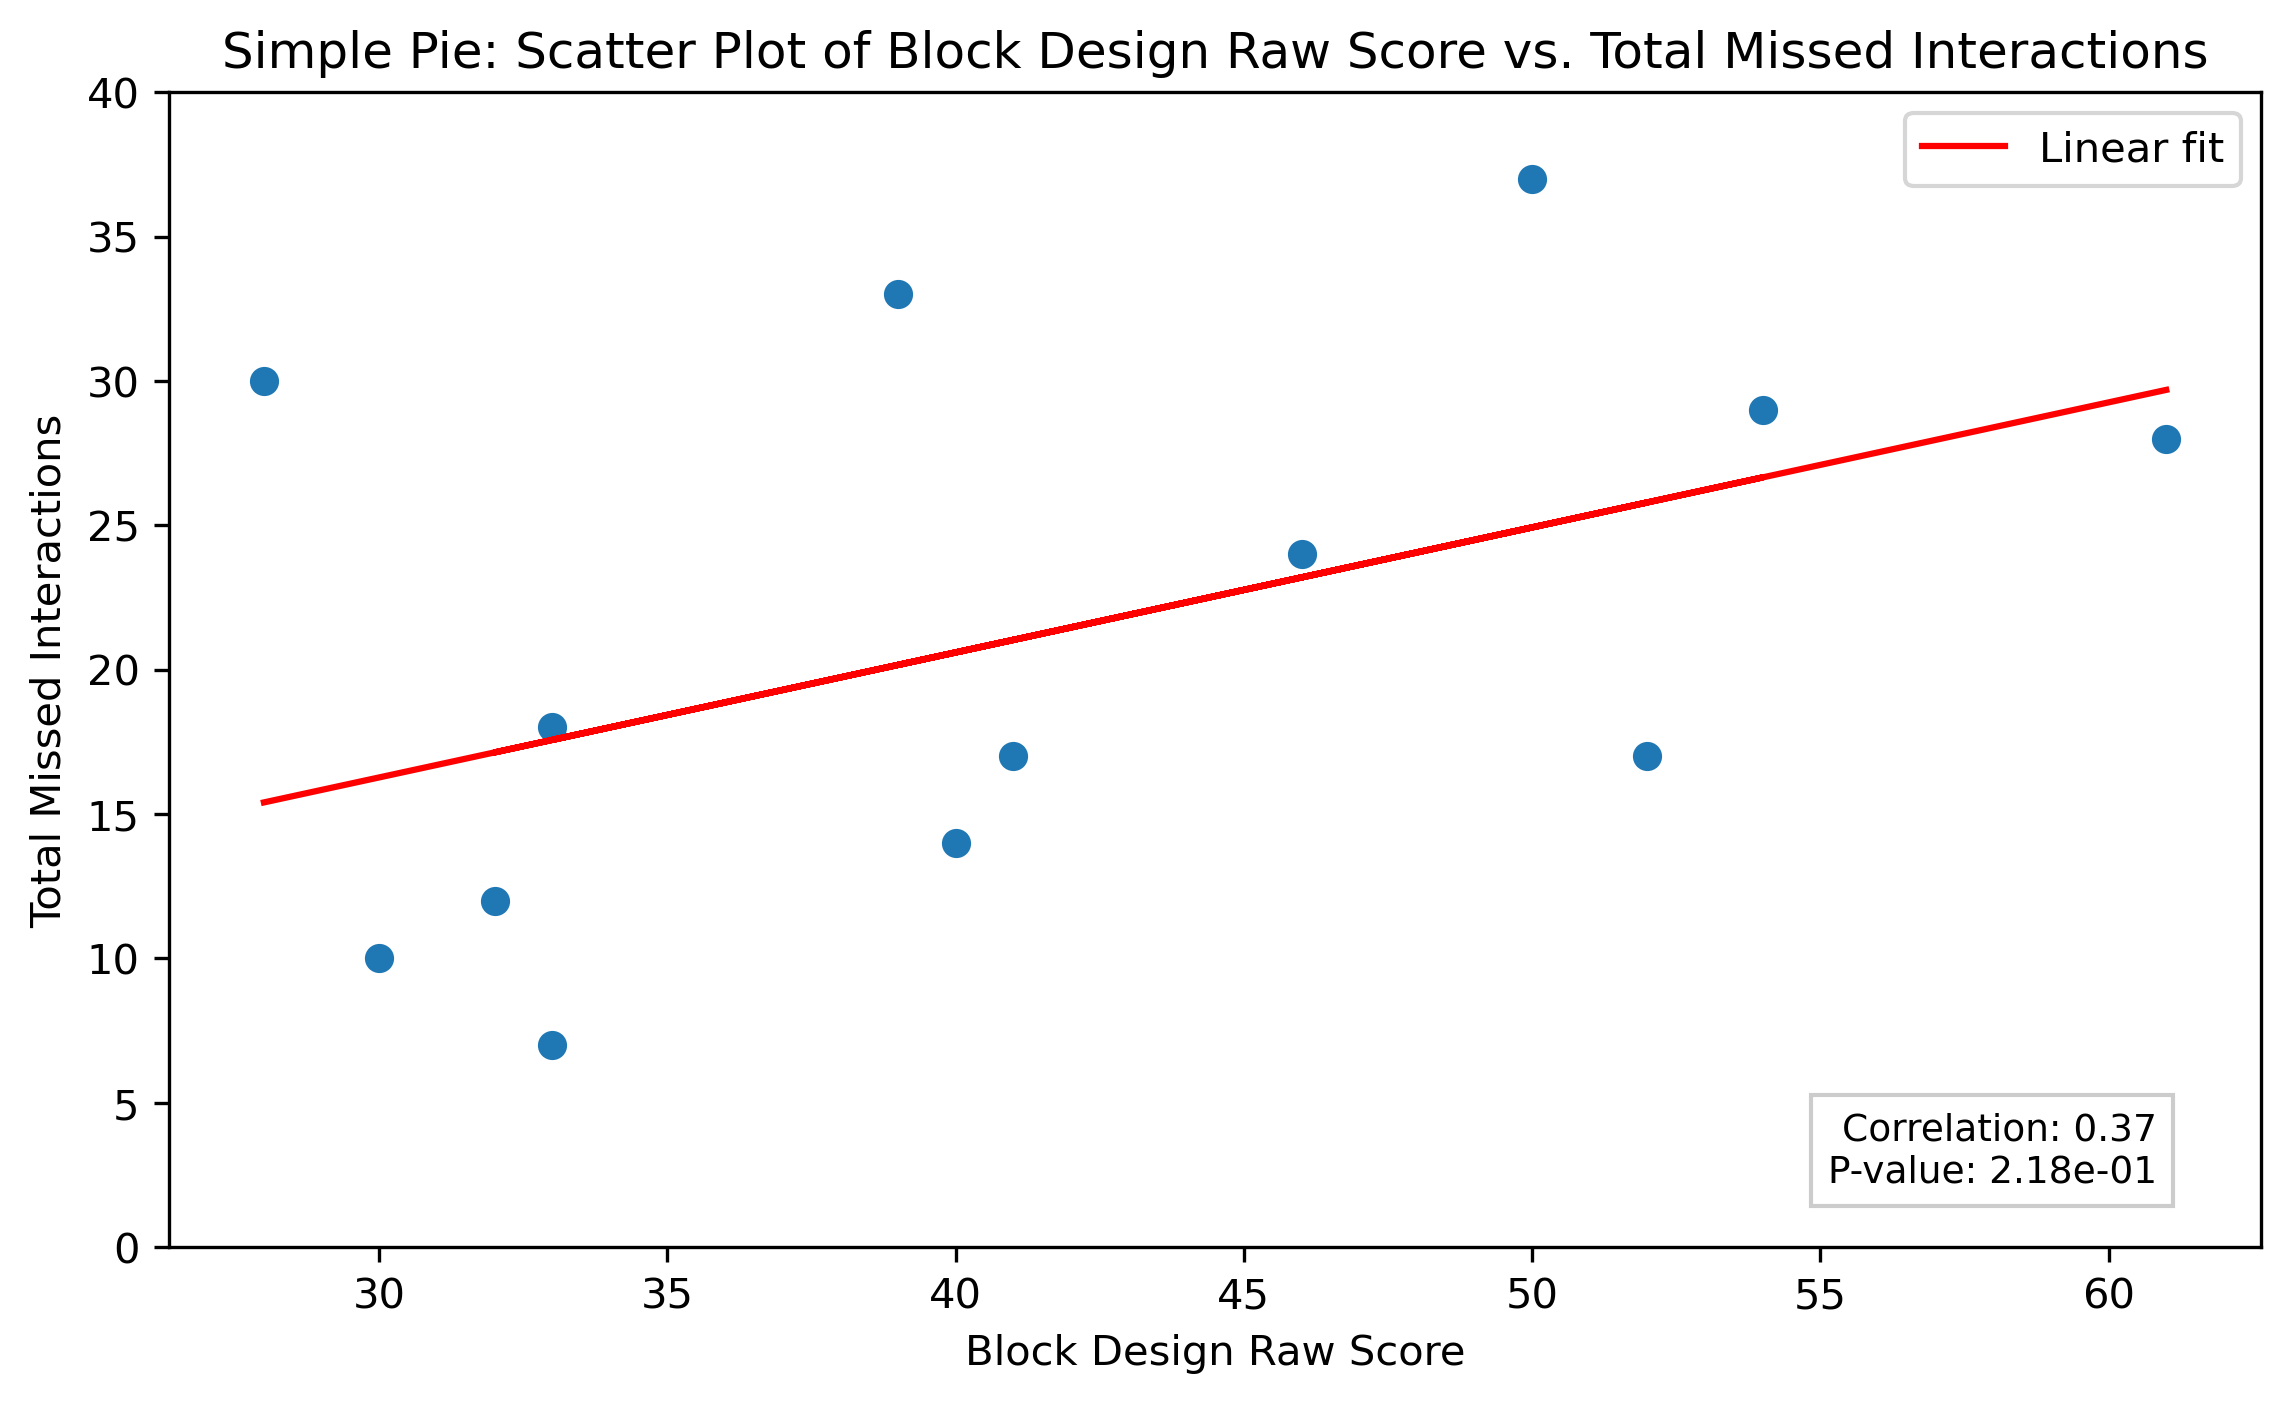 Simple Pie: Scatter Plot of Block Design Raw Score vs. Total Missed Interactions
Linear fit
Total Missed Interactions
40
35
30
25
20
15
10
5
0
Correlation: 0.37
P-value: 2.18e-01
30 35 40 45 50 55 60
Block Design Raw Score